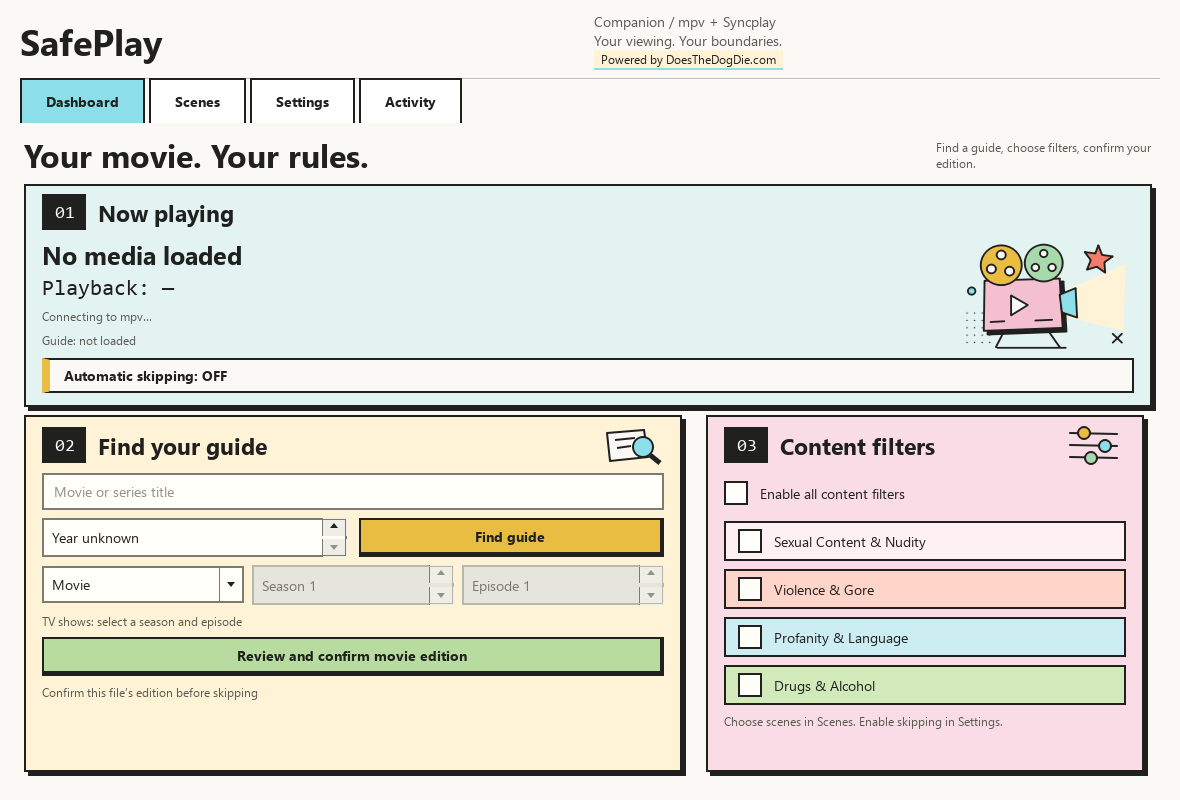 SafePlay
Companion / mpv + Syncplay
Your viewing. Your boundaries.
Powered by DoesTheDogDie.com
Dashboard
Scenes
Settings
Activity
Your movie. Your rules.
Find a guide, choose filters, confirm your
edition.
01
Now playing
No media loaded
Playback: —
Connecting to mpv…
Guide: not loaded
Automatic skipping: OFF
02
Find your guide
Movie or series title
Year unknown
Find guide
Movie
Season 1
Episode 1
TV shows: select a season and episode
Review and confirm movie edition
Confirm this file's edition before skipping
03
Content filters
Enable all content filters
Sexual Content & Nudity
Violence & Gore
Profanity & Language
Drugs & Alcohol
Choose scenes in Scenes. Enable skipping in Settings.